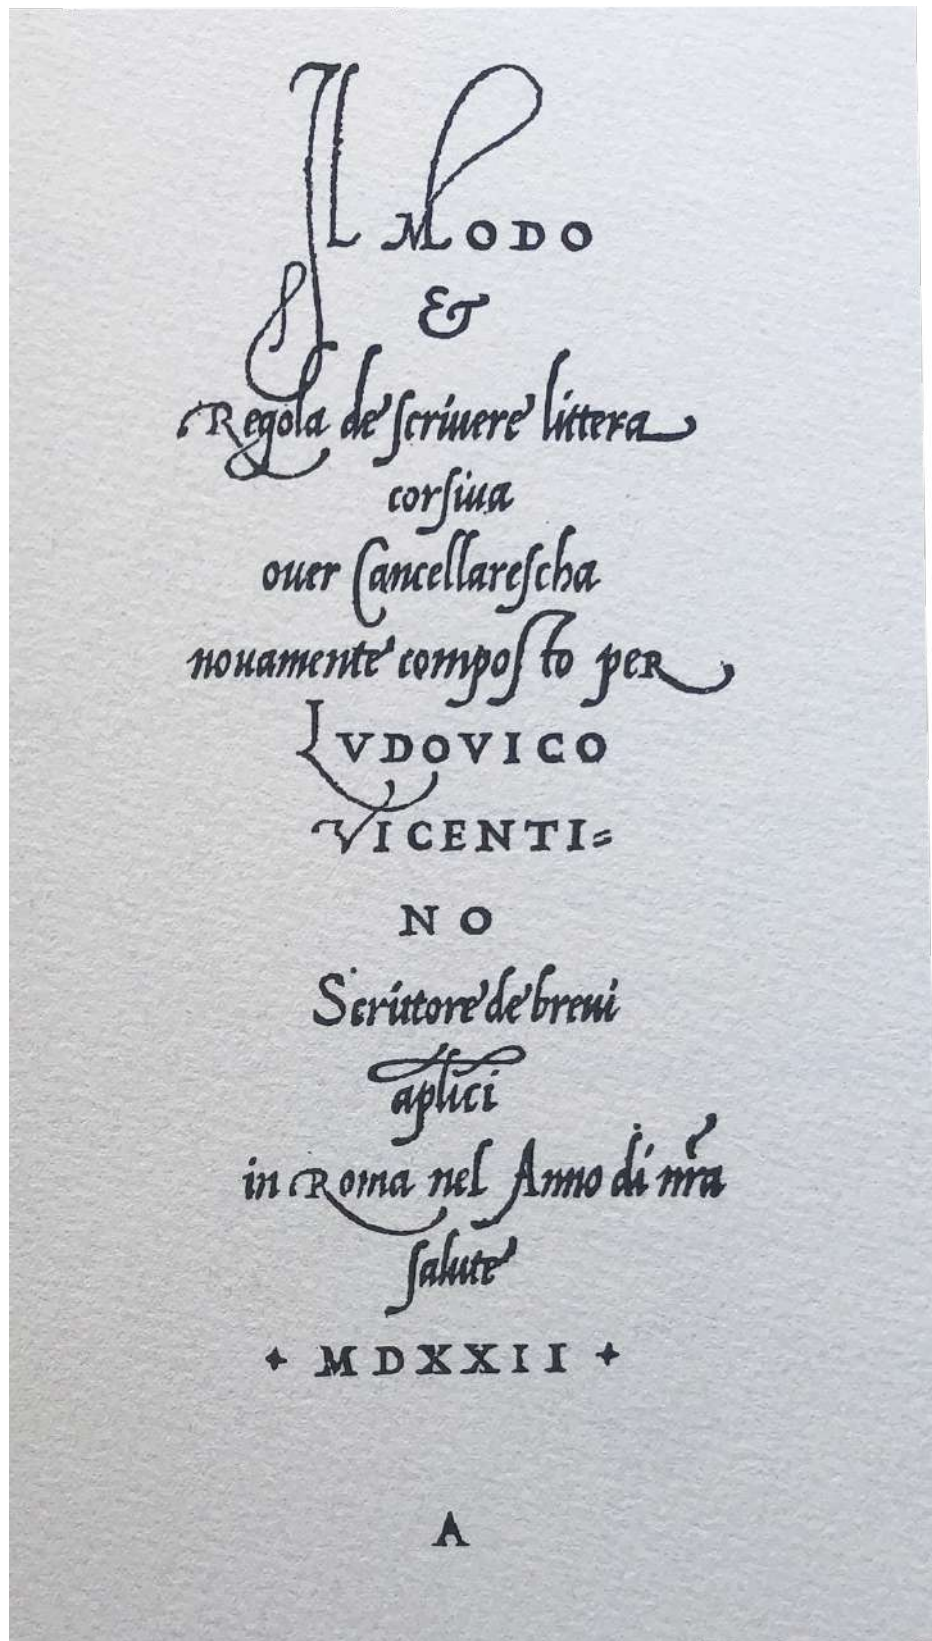 Il MODO
&
Regola de scriuere littera
corsiua
ouer Cancellarescha
nouamente composto per
LVDOVICO
VICENTI=
NO
Scrittore de breui
aplici
in Roma nel Anno di nra
salute
+ MDXXII +
A